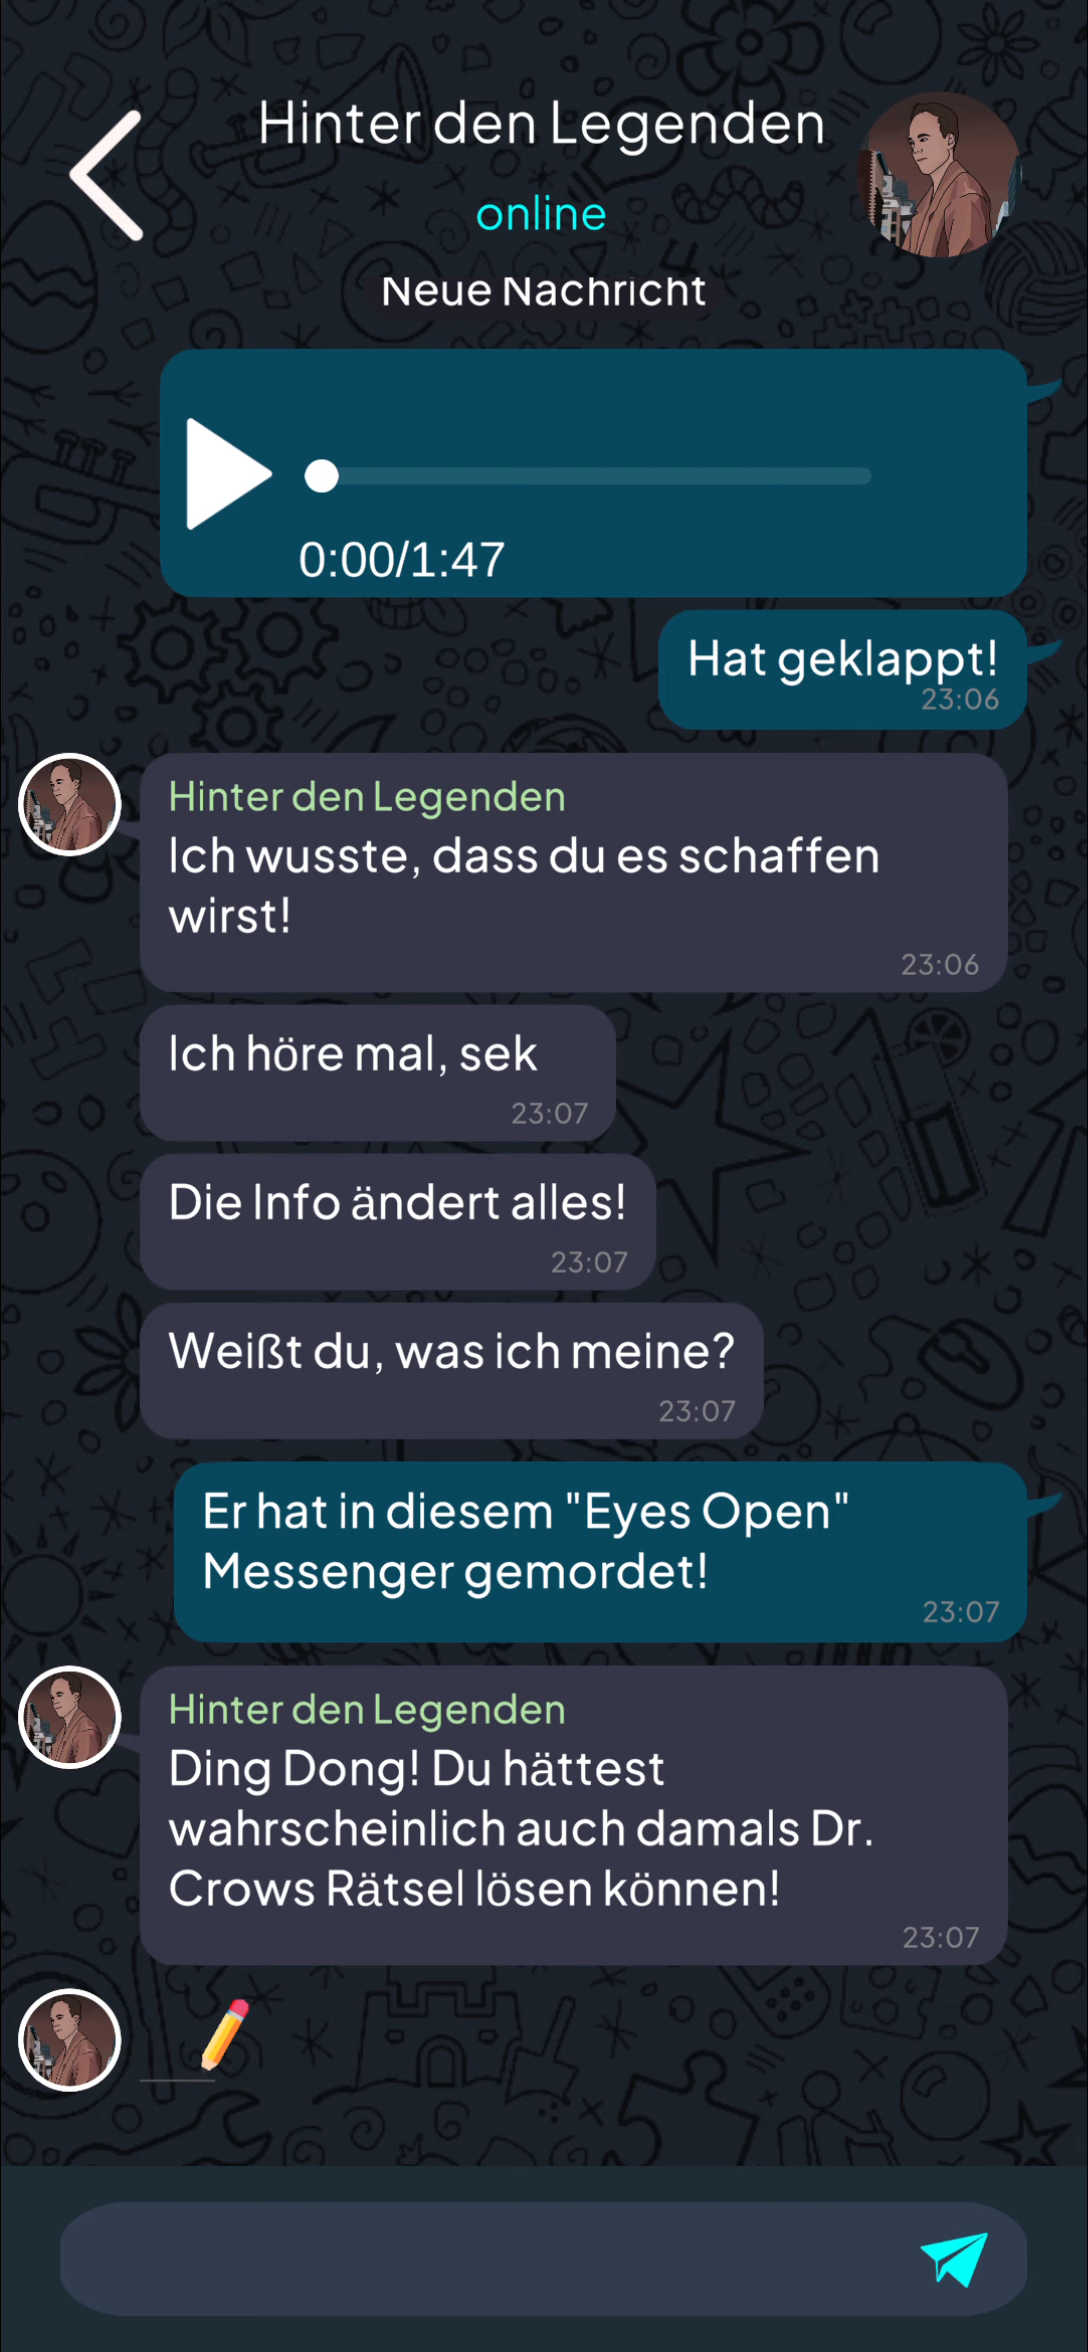 Hinter den Legenden
online
Neue Nachricht
0:00/1:47
Hat geklappt!
23:06
Hinter den Legenden
Ich wusste, dass du es schaffen
wirst!
23:06
Ich höre mal, sek
23:07
Die Info ändert alles!
23:07
Weißt du, was ich meine?
23:07
Er hat in diesem "Eyes Open"
Messenger gemordet!
23:07
Hinter den Legenden
Ding Dong! Du hättest
wahrscheinlich auch damals Dr.
Crows Rätsel lösen können!
23:07